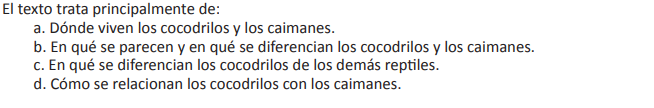 El texto trata principalmente de:
a. Dónde viven los cocodrilos y los caimanes.
b. En qué se parecen y en qué se diferencian los cocodrilos y los caimanes.
c. En qué se diferencian los cocodrilos de los demás reptiles.
d. Cómo se relacionan los cocodrilos con los caimanes.